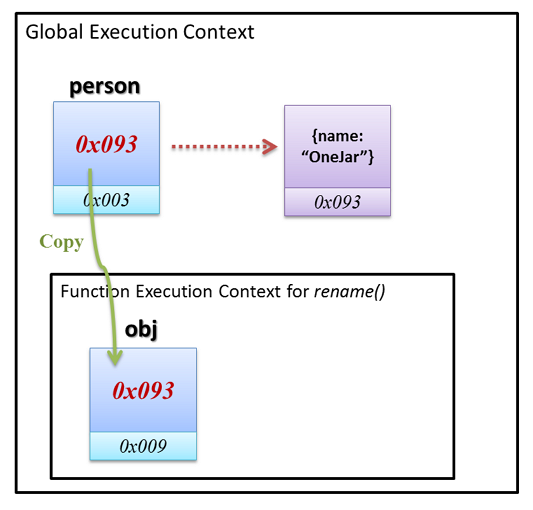 Global Execution Context
person
0x093
{name:
“OneJar”}
0x003
0x093
Copy
Function Execution Context for rename()
obj
0x093
0x009